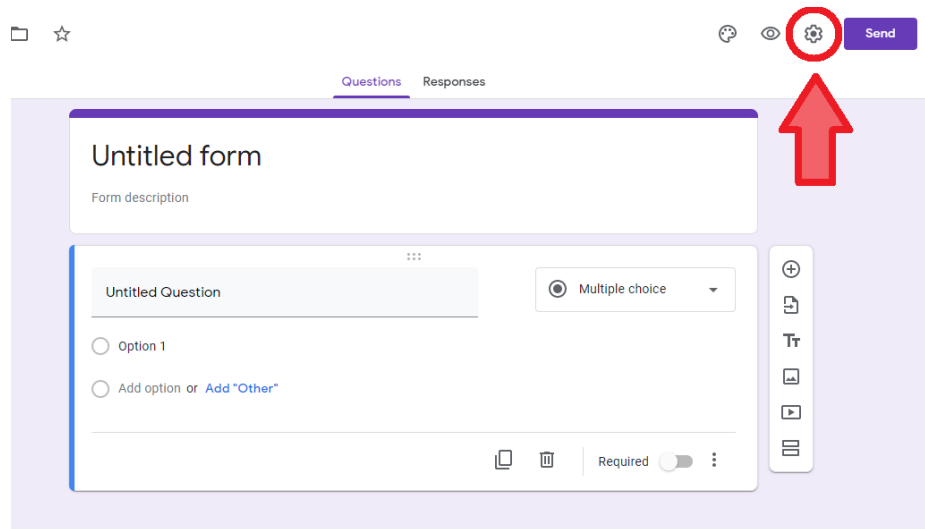 Send
Questions Responses
Untitled form
Form description
Untitled Question
Multiple choice
Option 1
Add option or Add "Other"
Required